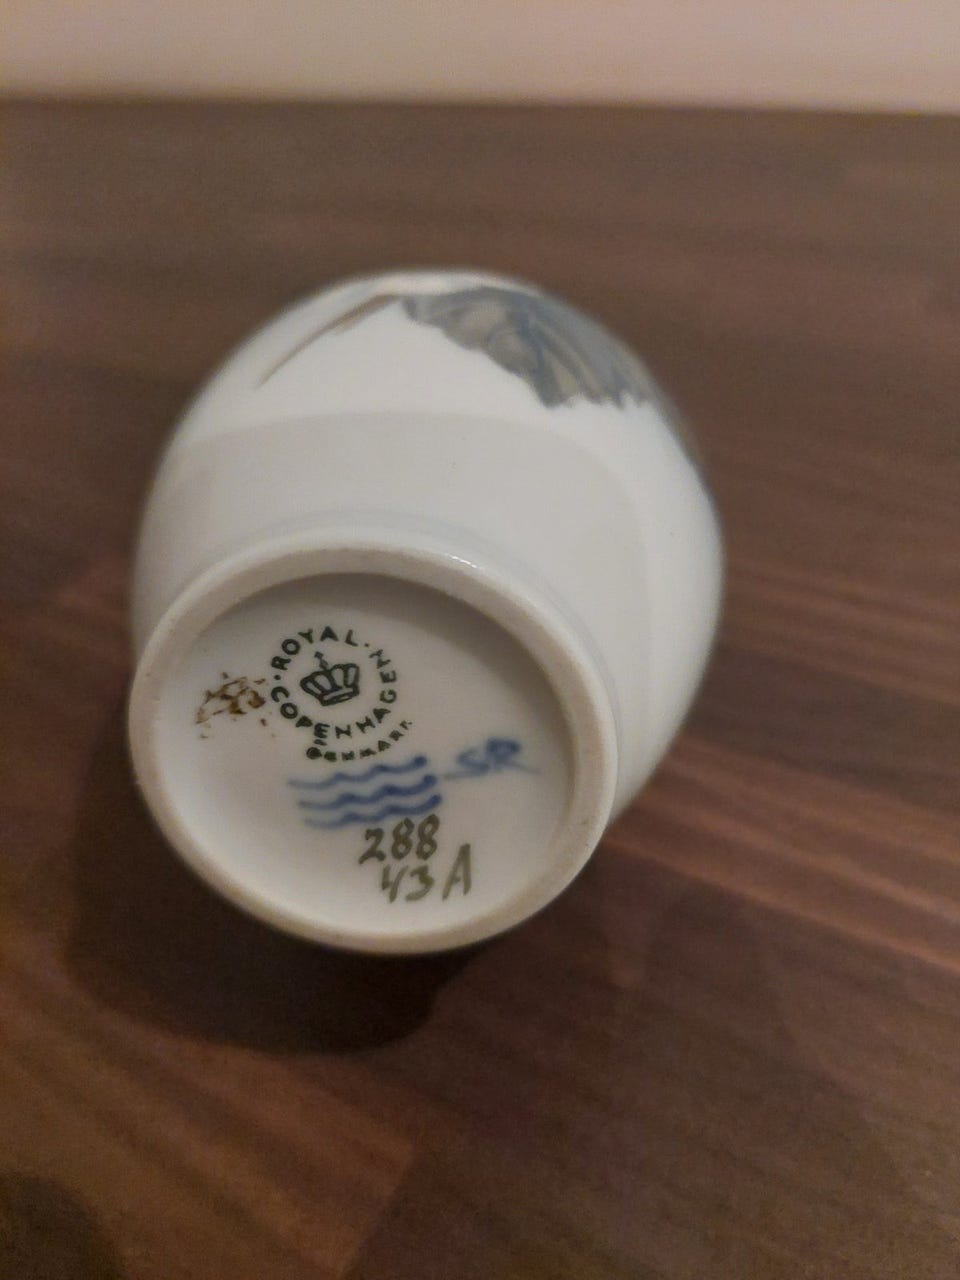 ROYAL COPENHAGEN
DENMARK
SR
288
43A